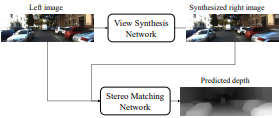 Left image
Synthesized right image
View Synthesis
Network
Stereo Matching
Network
Predicted depth